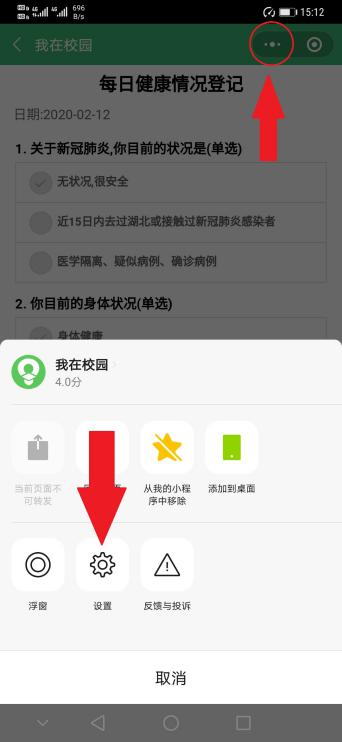 696
B/s
15:12
我在校园
每日健康情况登记
日期:2020-02-12
1. 关于新冠肺炎,你目前的状况是(单选)
无状况,很安全
近15日内去过湖北或接触过新冠肺炎感染者
医学隔离、疑似病例、确诊病例
2. 你目前的身体状况(单选)
身体健康
我在校园
4.0分
当前页面不
可转发
从我的小程
序中移除
添加到桌面
浮窗
设置
反馈与投诉
取消